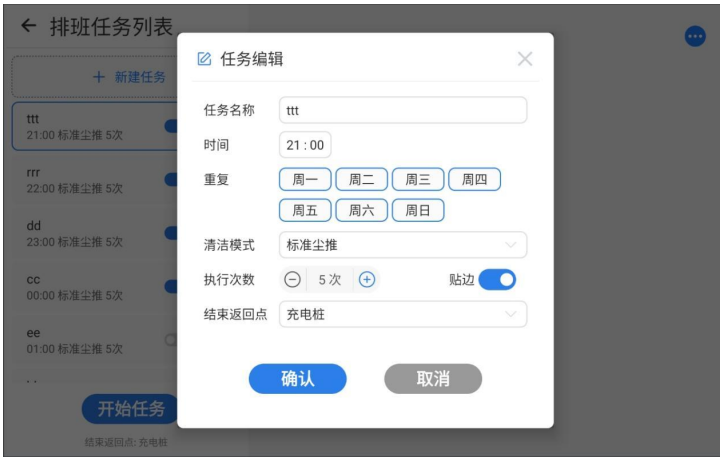 排班任务列表
＋ 新建任务
ttt
21:00 标准尘推 5次
rrr
22:00 标准尘推 5次
dd
23:00 标准尘推 5次
cc
00:00 标准尘推 5次
ee
01:00 标准尘推 5次
开始任务
结束返回点: 充电桩
任务编辑
任务名称 ttt
时间 21 : 00
重复 周一 周二 周三 周四
周五 周六 周日
清洁模式 标准尘推
执行次数 5 次 贴边
结束返回点 充电桩
确认 取消